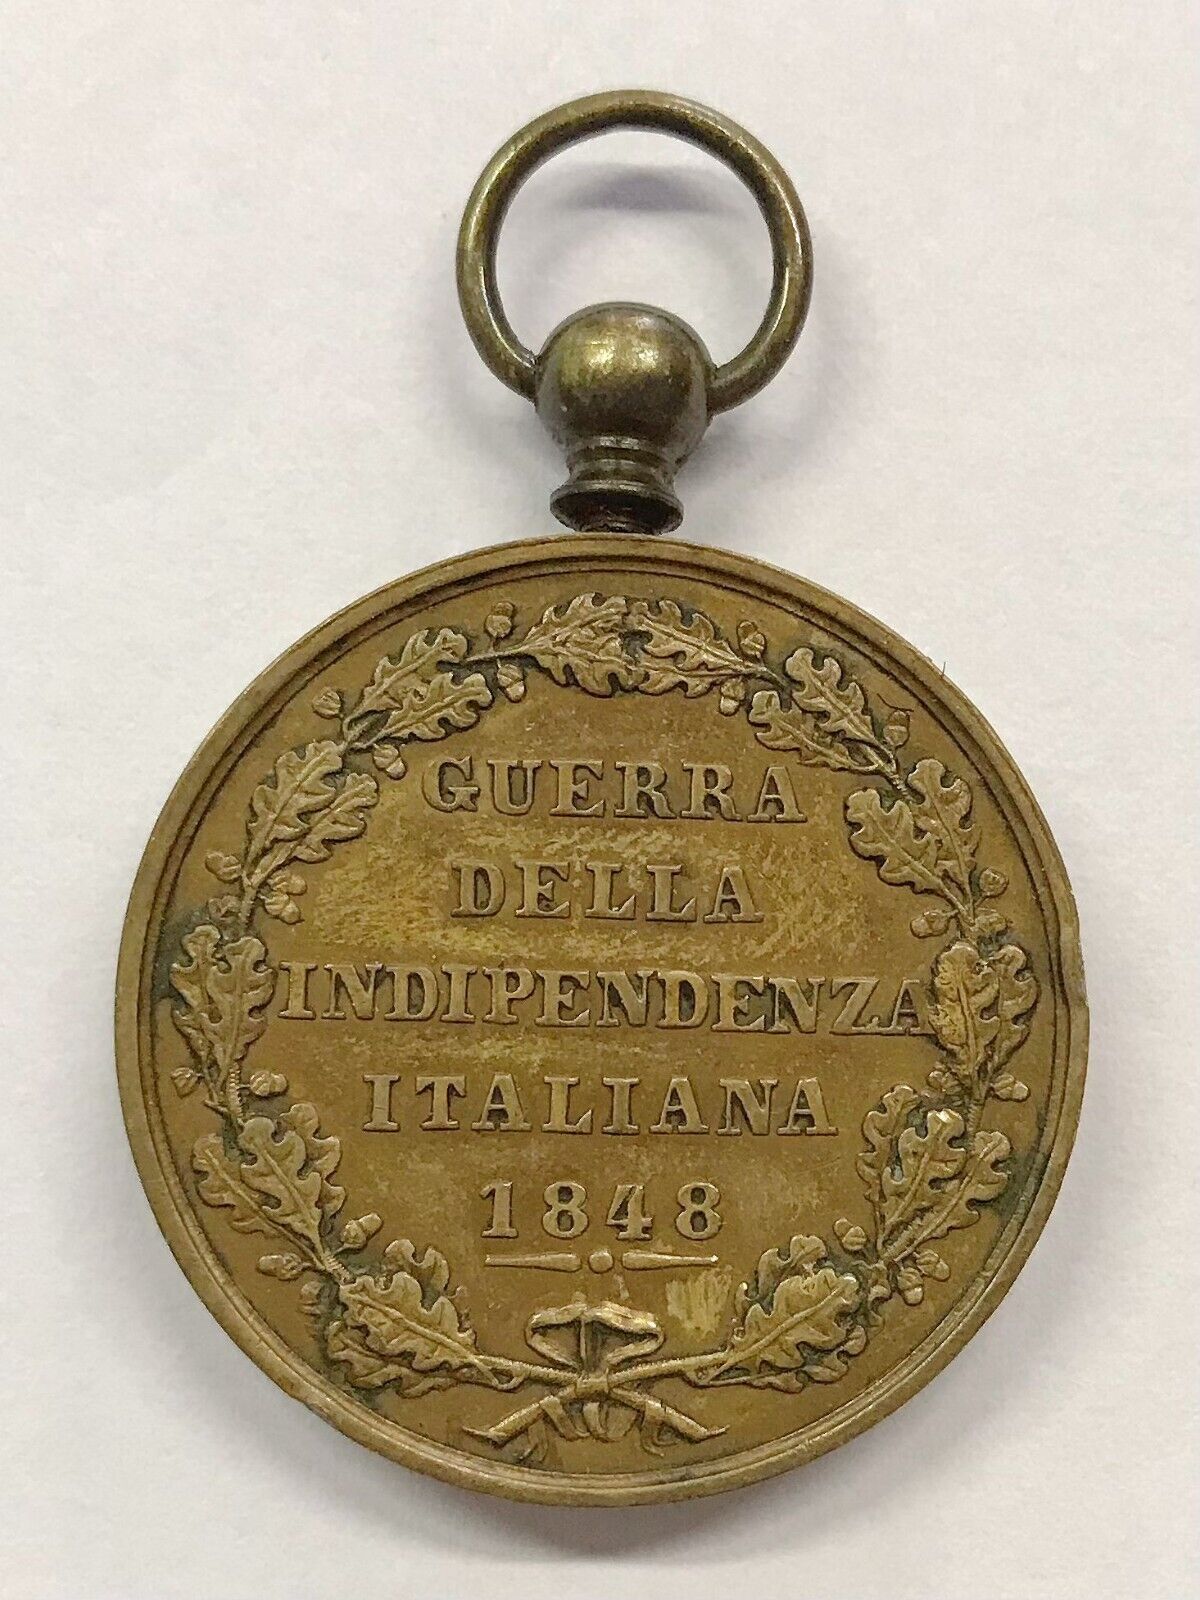 GUERRA
DELLA
INDIPENDENZA
ITALIANA
1848